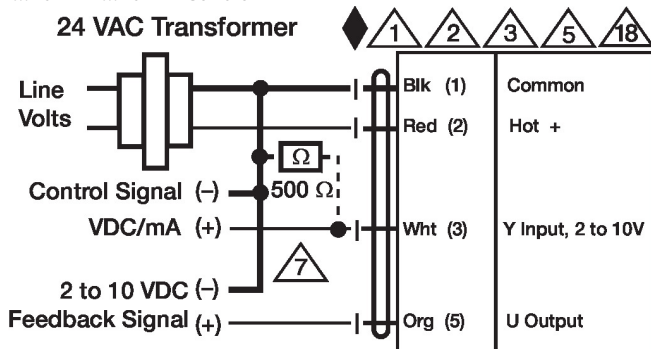 24 VAC Transformer
1 2 3 5 18
Line
Volts
Blk (1) Common
Red (2) Hot +
Ω
500 Ω
Control Signal (-)
VDC/mA (+)
Wht (3) Y Input, 2 to 10V
7
2 to 10 VDC (-)
Feedback Signal (+)
Org (5) U Output